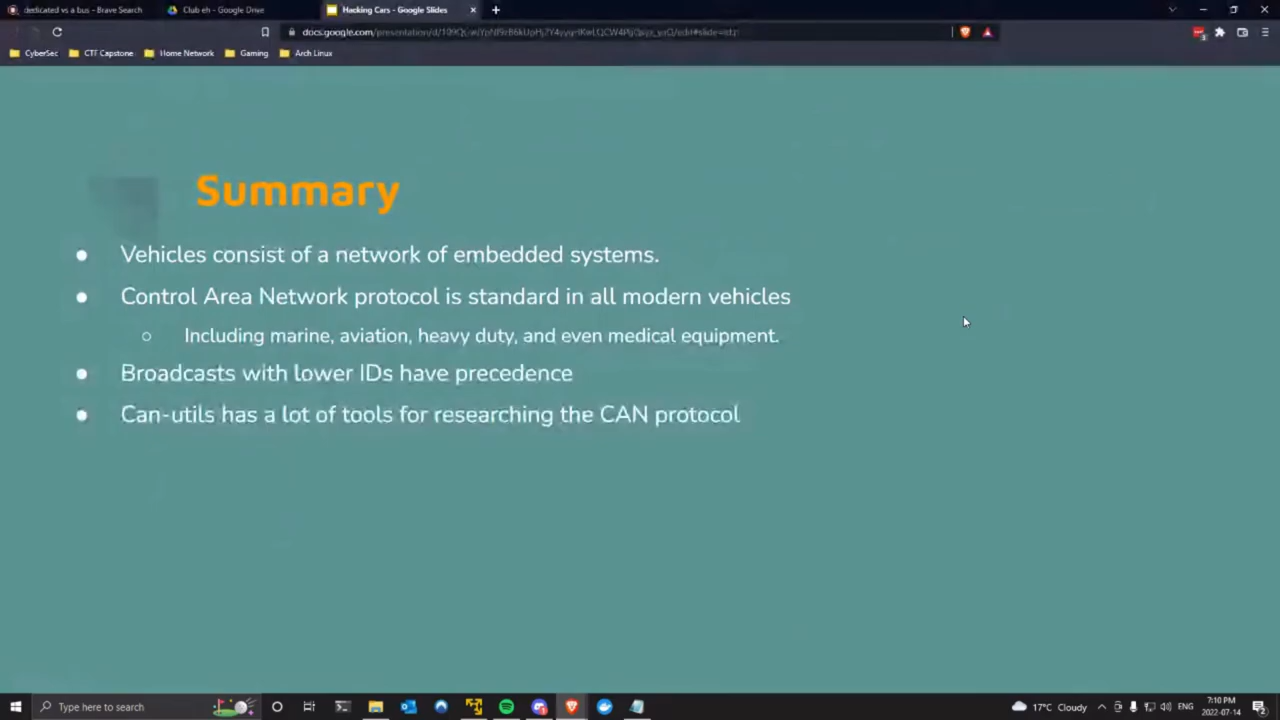 dedicated vs a bus - Brave Search
Club eh - Google Drive
Hacking Cars - Google Slides
CyberSec
CTF Capstone
Home Network
Gaming
Arch Linux
Summary
● Vehicles consist of a network of embedded systems.
● Control Area Network protocol is standard in all modern vehicles
○ Including marine, aviation, heavy duty, and even medical equipment.
● Broadcasts with lower IDs have precedence
● Can-utils has a lot of tools for researching the CAN protocol
Type here to search
17°C Cloudy
ENG
7:10 PM
2022-07-14